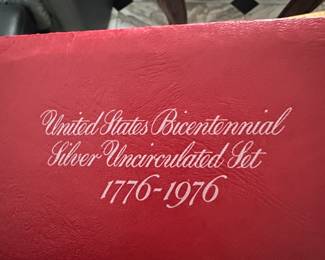 United States Bicentennial
Silver Uncirculated Set
1776-1976